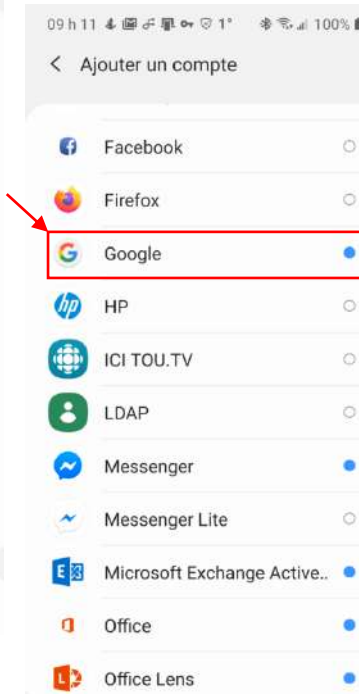 09 h 11 1° 100%
Ajouter un compte
Facebook
Firefox
Google
HP
ICI TOU.TV
LDAP
Messenger
Messenger Lite
Microsoft Exchange Active..
Office
Office Lens